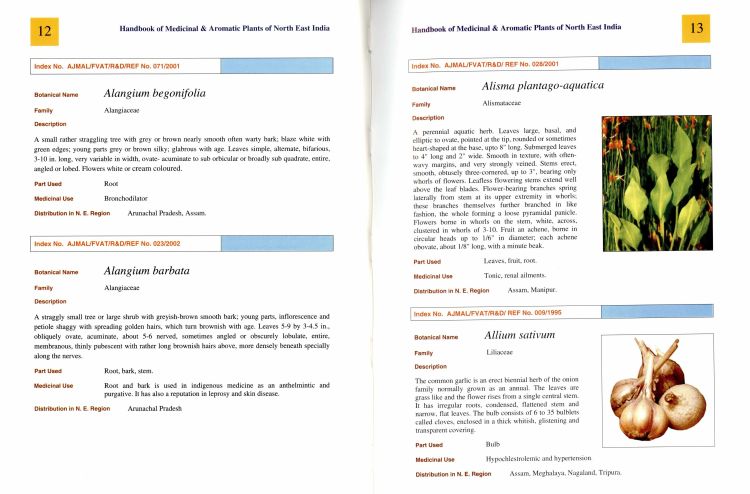 12
Handbook of Medicinal & Aromatic Plants of North East India
Index No. AJMAL/FVAT/R&D/REF No. 071/2001
Botanical Name Alangium begonifolia
Family Alangiaceae
Description
A small rather straggling tree with grey or brown nearly smooth often warty bark; blaze white with
green edges; young parts grey or brown silky; glabrous with age. Leaves simple, alternate, bifarious,
3-10 in. long, very variable in width, ovate- acuminate to sub orbicular or broadly sub quadrate, entire,
angled or lobed. Flowers white or cream coloured.
Part Used Root
Medicinal Use Bronchodilator
Distribution in N. E. Region Arunachal Pradesh, Assam.
Index No. AJMAL/FVAT/R&D/REF No. 023/2002
Botanical Name Alangium barbata
Family Alangiaceae
Description
A straggly small tree or large shrub with greyish-brown smooth bark; young parts, inflorescence and
petiole shaggy with spreading golden hairs, which turn brownish with age. Leaves 5-9 by 3-4.5 in.,
obliquely ovate, acuminate, about 5-6 nerved, sometimes angled or obscurely lobulate, entire,
membranous, thinly pubescent with rather long brownish hairs above, more densely beneath specially
along the nerves.
Part Used Root, bark, stem.
Medicinal Use Root and bark is used in indigenous medicine as an anthelmintic and
purgative. It has also a reputation in leprosy and skin disease.
Distribution in N. E. Region Arunachal Pradesh
Handbook of Medicinal & Aromatic Plants of North East India
13
Index No. AJMAL/FVAT/R&D/ REF No. 028/2001
Botanical Name Alisma plantago-aquatica
Family Alismataceae
Description
A perennial aquatic herb. Leaves large, basal, and
elliptic to ovate, pointed at the tip, rounded or sometimes
heart-shaped at the base, upto 8" long. Submerged leaves
to 4" long and 2" wide. Smooth in texture, with often-
wavy margins, and very strongly veined. Stems erect,
smooth, obtusely three-cornered, up to 3", bearing only
whorls of flowers. Leafless flowering stems extend well
above the leaf blades. Flower-bearing branches spring
laterally from stem at its upper extremity in whorls;
these branches themselves further branched in like
fashion, the whole forming a loose pyramidal panicle.
Flowers borne in whorls on the stem, white, across,
clustered in whorls of 3-10. Fruit an achene, borne in
circular heads up to 1/6" in diameter; each achene
obovate, about 1/8" long, with a minute beak.
Part Used Leaves, fruit, root.
Medicinal Use Tonic, renal ailments.
Distribution in N. E. Region Assam, Manipur.
Index No. AJMAL/FVAT/R&D/ REF No. 009/1995
Botanical Name Allium sativum
Family Liliaceae
Description
The common garlic is an erect biennial herb of the onion
family normally grown as an annual. The leaves are
grass like and the flower rises from a single central stem.
It has irregular roots, condensed, flattened stem and
narrow, flat leaves. The bulb consists of 6 to 35 bulblets
called cloves, enclosed in a thick whitish, glistening and
transparent covering.
Part Used Bulb
Medicinal Use Hypochlestrolemic and hypertension
Distribution in N. E. Region Assam, Meghalaya, Nagaland, Tripura.